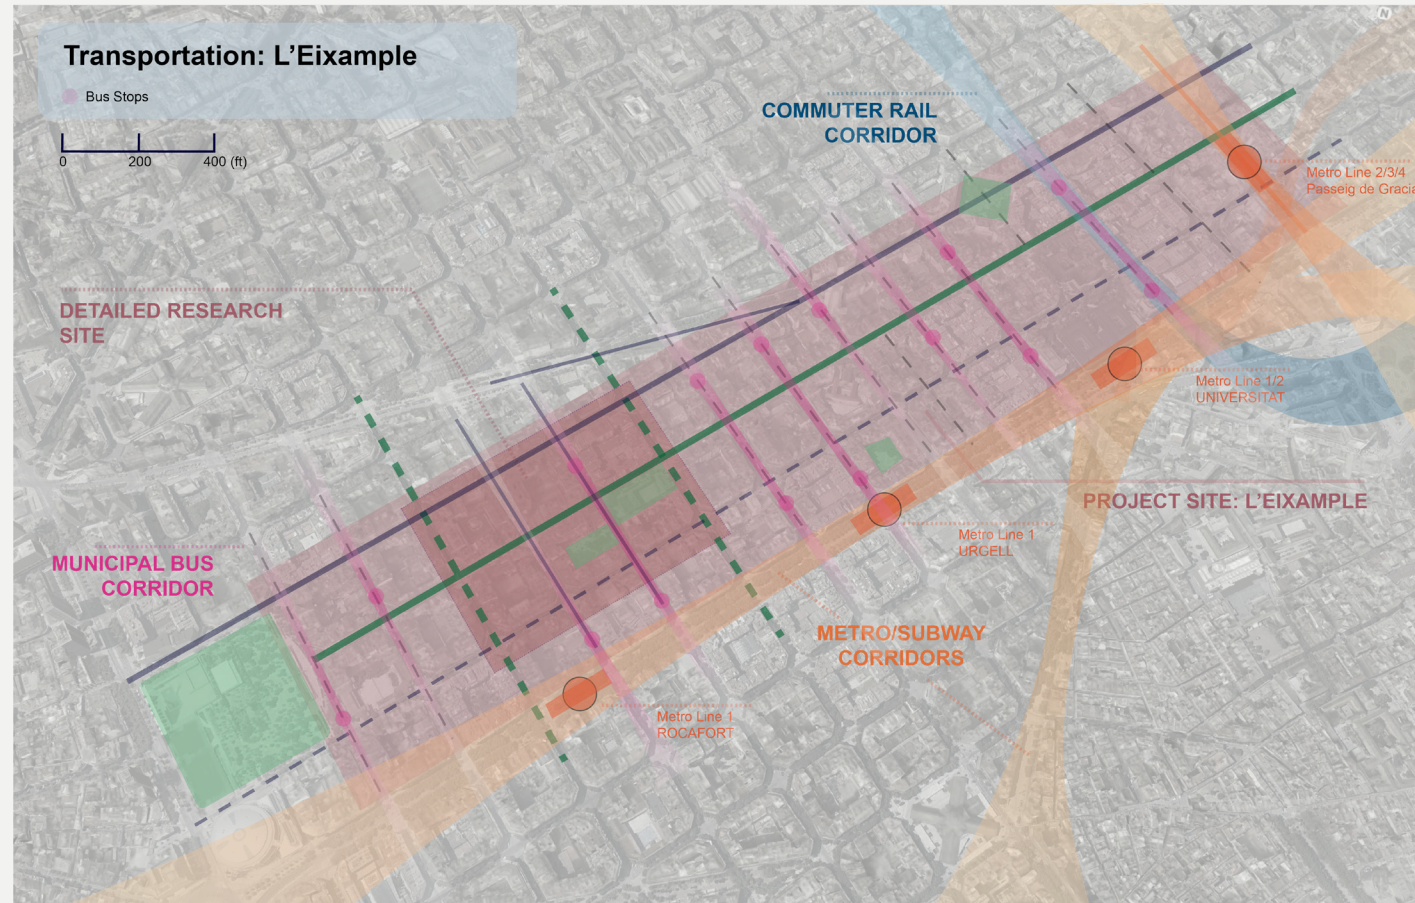 Transportation: L’Eixample
Bus Stops
0 200 400 (ft)
N
COMMUTER RAIL
CORRIDOR
Metro Line 2/3/4
Passeig de Gracia
DETAILED RESEARCH
SITE
Metro Line 1/2
UNIVERSITAT
PROJECT SITE: L’EIXAMPLE
Metro Line 1
URGELL
MUNICIPAL BUS
CORRIDOR
METRO/SUBWAY
CORRIDORS
Metro Line 1
ROCAFORT